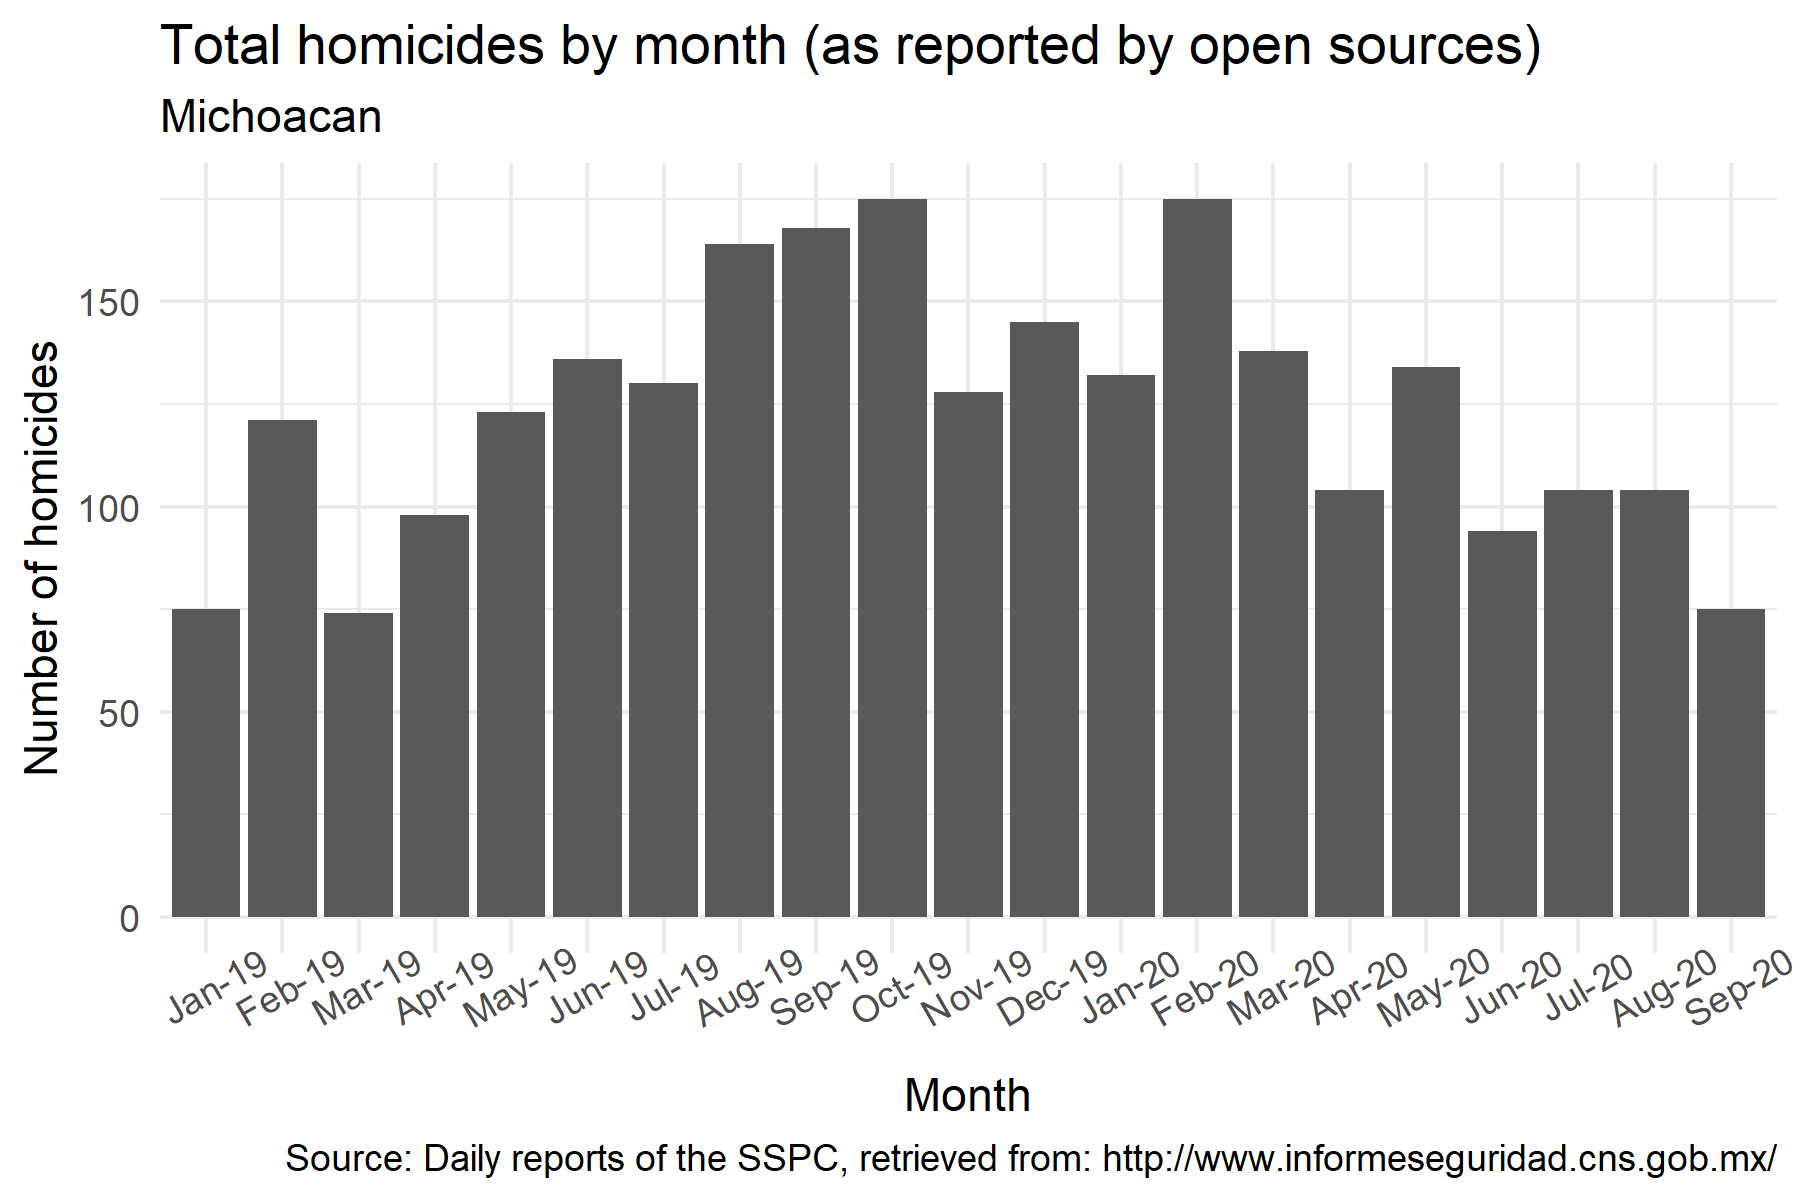 Total homicides by month (as reported by open sources)
Michoacan
Number of homicides
150
100
50
0
Jan-19
Feb-19
Mar-19
Apr-19
May-19
Jun-19
Jul-19
Aug-19
Sep-19
Oct-19
Nov-19
Dec-19
Jan-20
Feb-20
Mar-20
Apr-20
May-20
Jun-20
Jul-20
Aug-20
Sep-20
Month
Source: Daily reports of the SSPC, retrieved from: http://www.informeseguridad.cns.gob.mx/